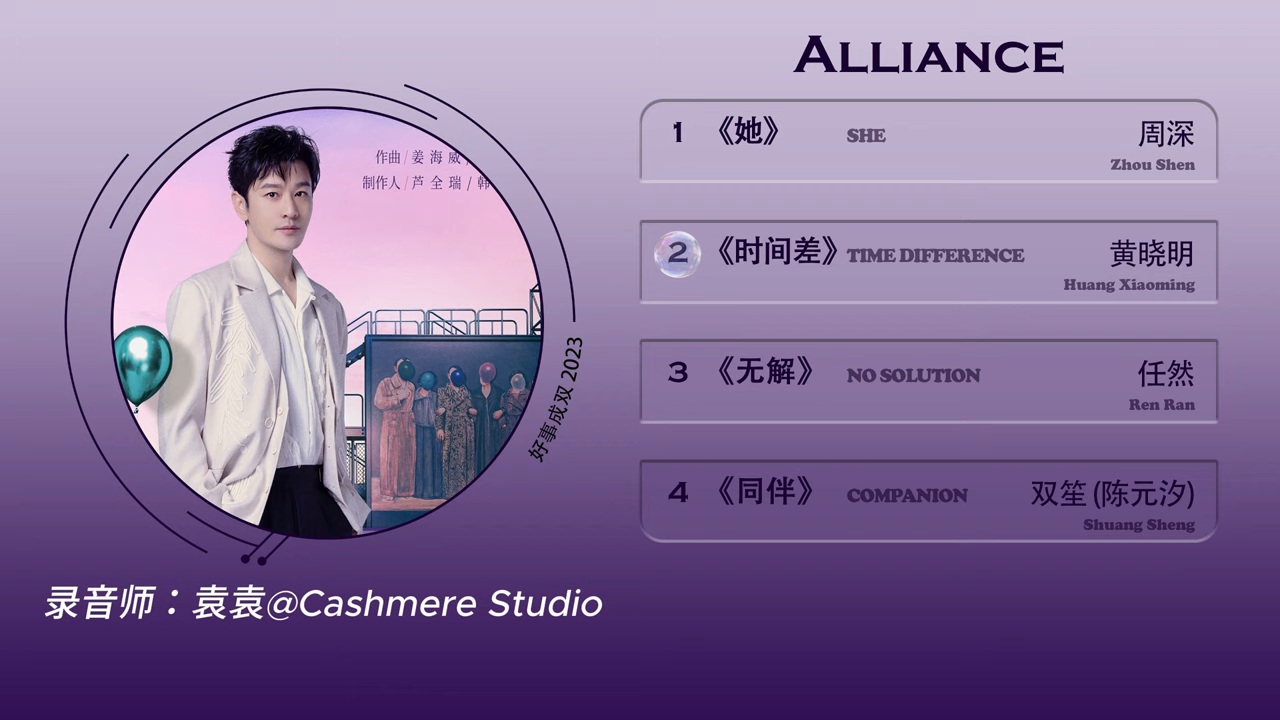 ALLIANCE
1 《她》 SHE 周深
Zhou Shen
2 《时间差》 TIME DIFFERENCE 黄晓明
Huang Xiaoming
3 《无解》 NO SOLUTION 任然
Ren Ran
4 《同伴》 COMPANION 双笙 (陈元汐)
Shuang Sheng
作曲 / 姜海威 /
制作人 / 芦全瑞 / 韩
好事成双 2023
录音师：袁袁@Cashmere Studio